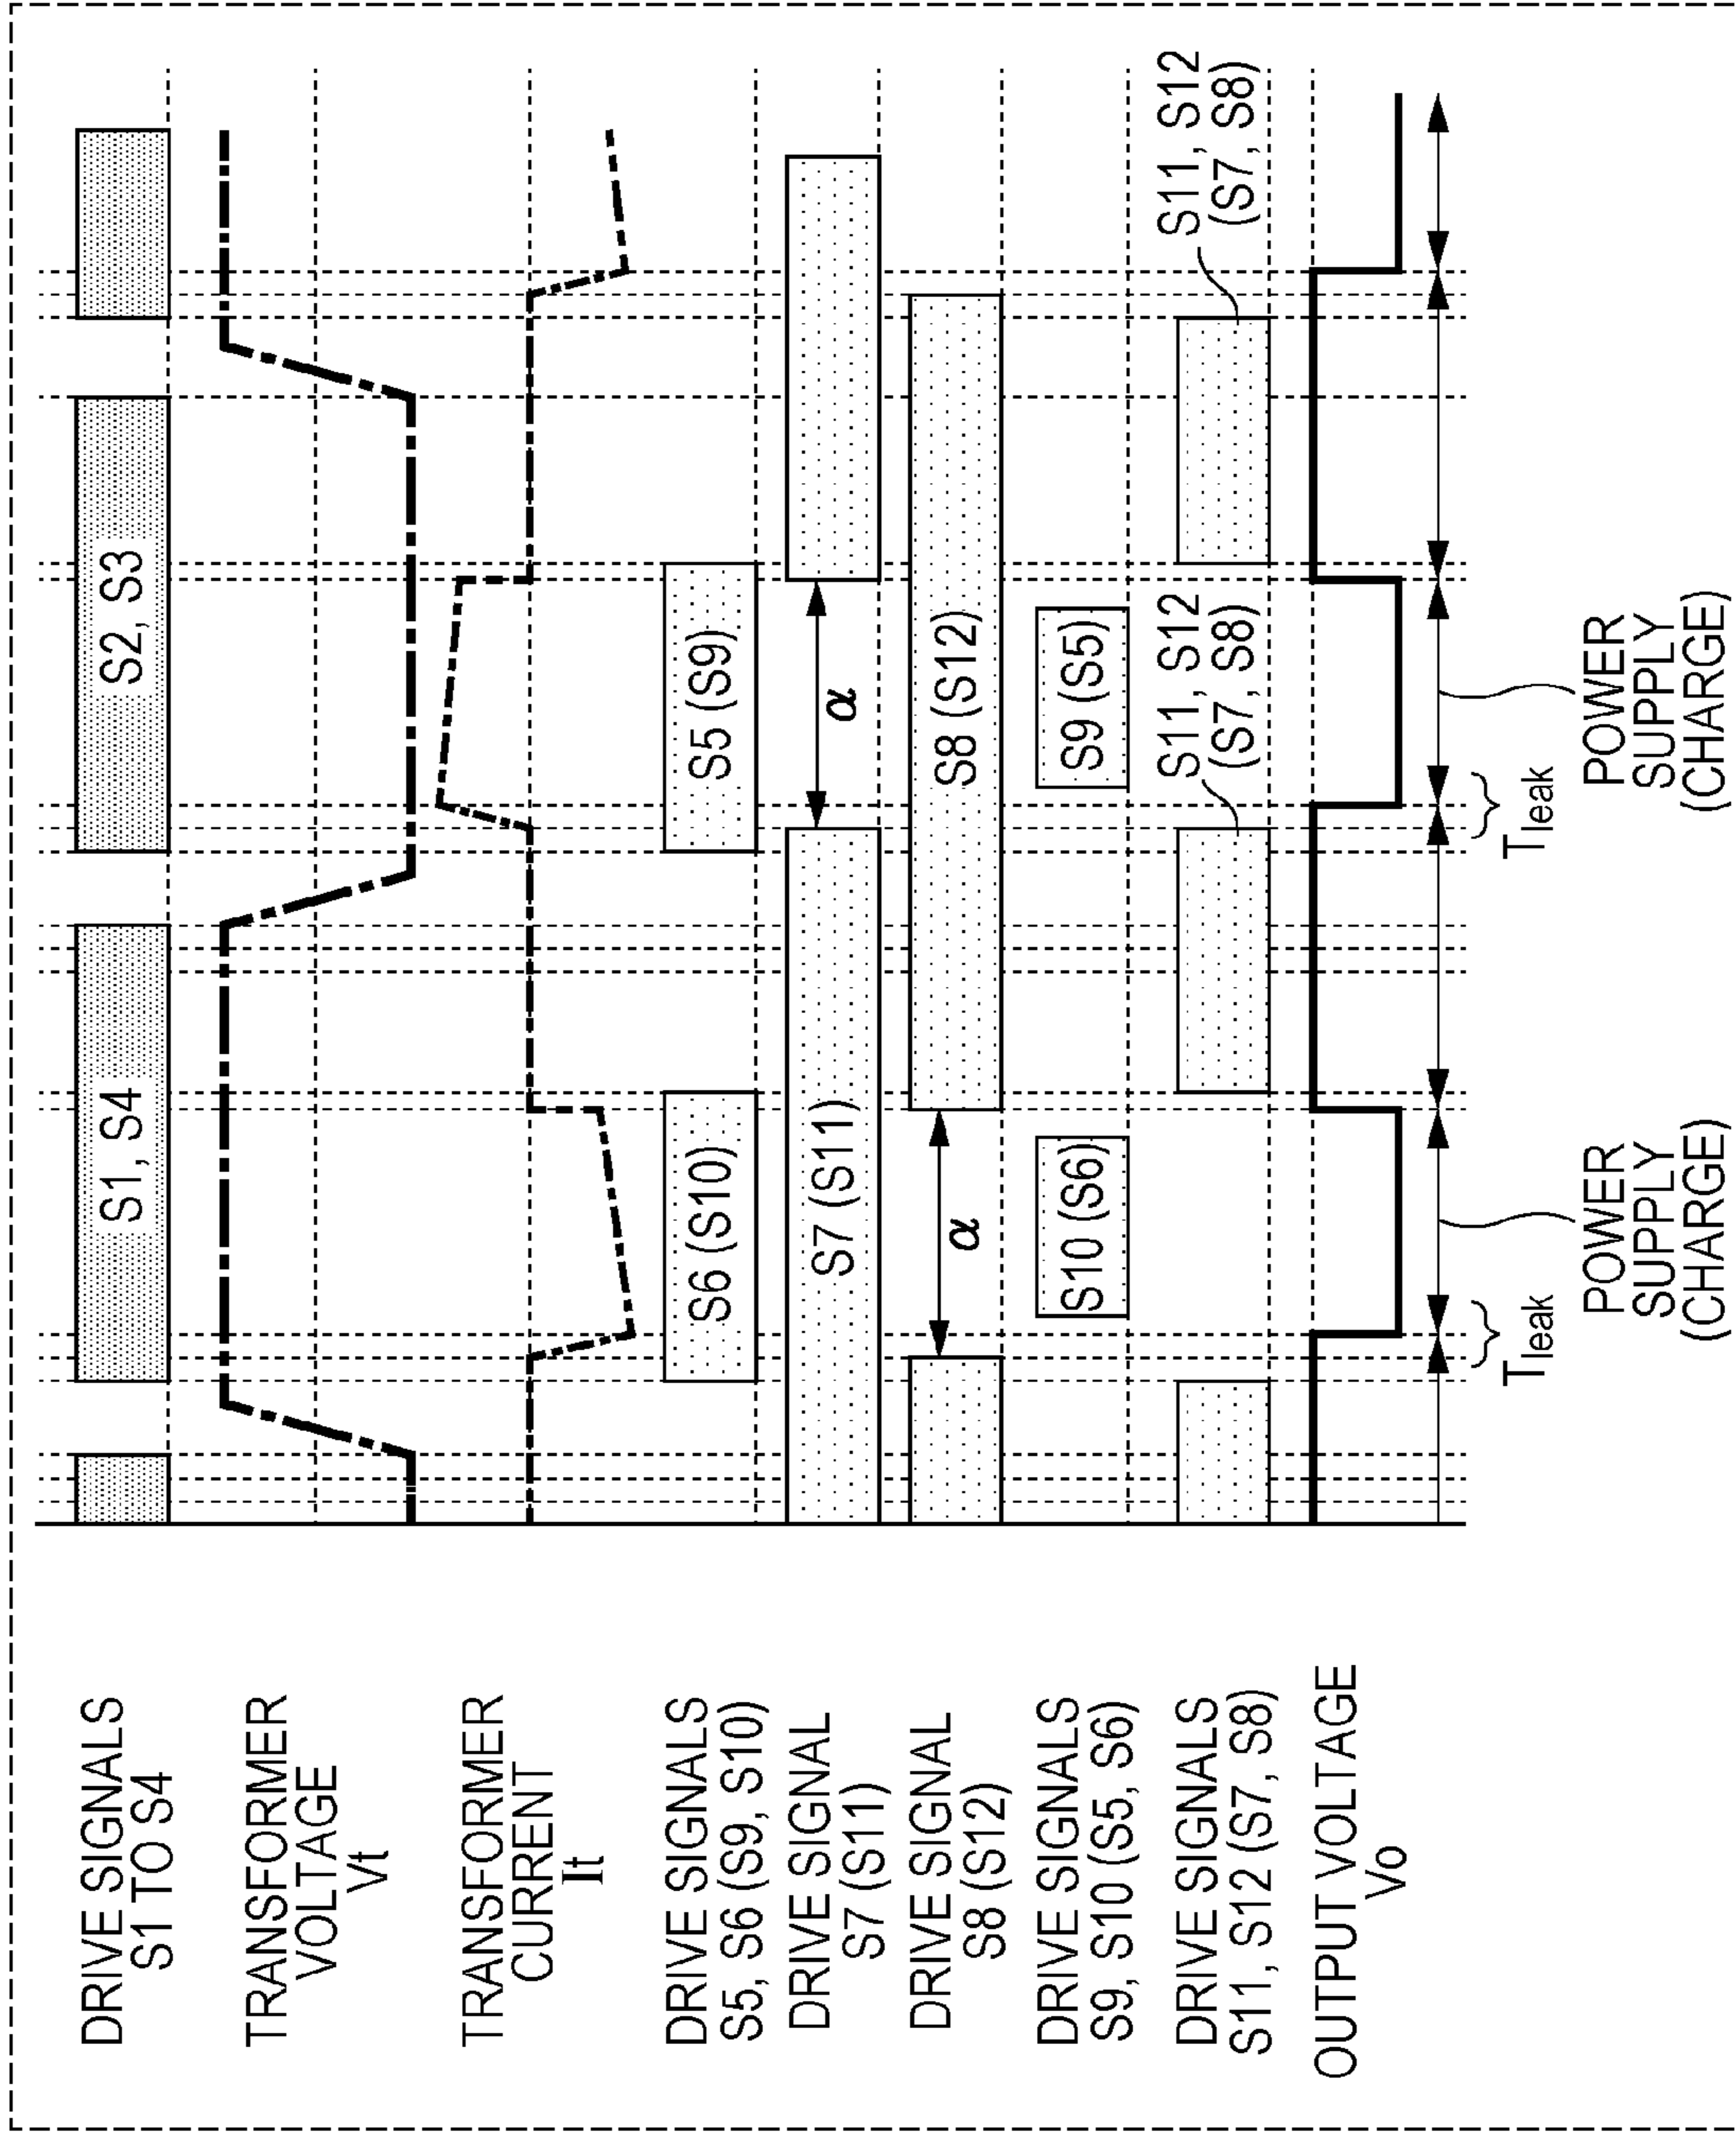 DRIVE SIGNALS
S1 TO S4
S1, S4
S2, S3
TRANSFORMER
VOLTAGE
Vt
TRANSFORMER
CURRENT
It
DRIVE SIGNALS
S5, S6 (S9, S10)
S6 (S10)
S5 (S9)
DRIVE SIGNAL
S7 (S11)
S7 (S11)
α
DRIVE SIGNAL
S8 (S12)
α
S8 (S12)
DRIVE SIGNALS
S9, S10 (S5, S6)
S10 (S6)
S9 (S5)
DRIVE SIGNALS
S11, S12 (S7, S8)
S11, S12
(S7, S8)
S11, S12
(S7, S8)
OUTPUT VOLTAGE
Vo
Tleak
POWER
SUPPLY
(CHARGE)
Tleak
POWER
SUPPLY
(CHARGE)